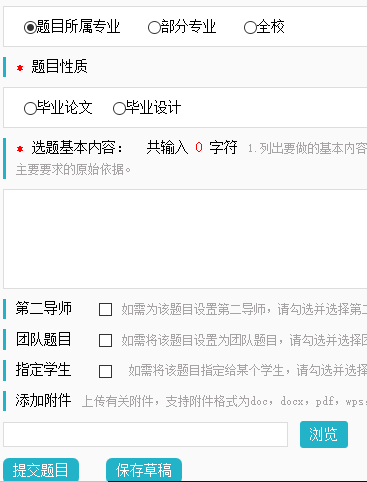 题目所属专业 部分专业 全校
* 题目性质
毕业论文 毕业设计
* 选题基本内容: 共输入 0 字符 1.列出要做的基本内容
主要要求的原始依据。
第二导师 如需为该题目设置第二导师，请勾选并选择第二
团队题目 如需将该题目设置为团队题目，请勾选并选择
指定学生 如需将该题目指定给某个学生，请勾选并选择
添加附件 上传有关附件，支持附件格式为doc，docx，pdf，wps
浏览
提交题目 保存草稿